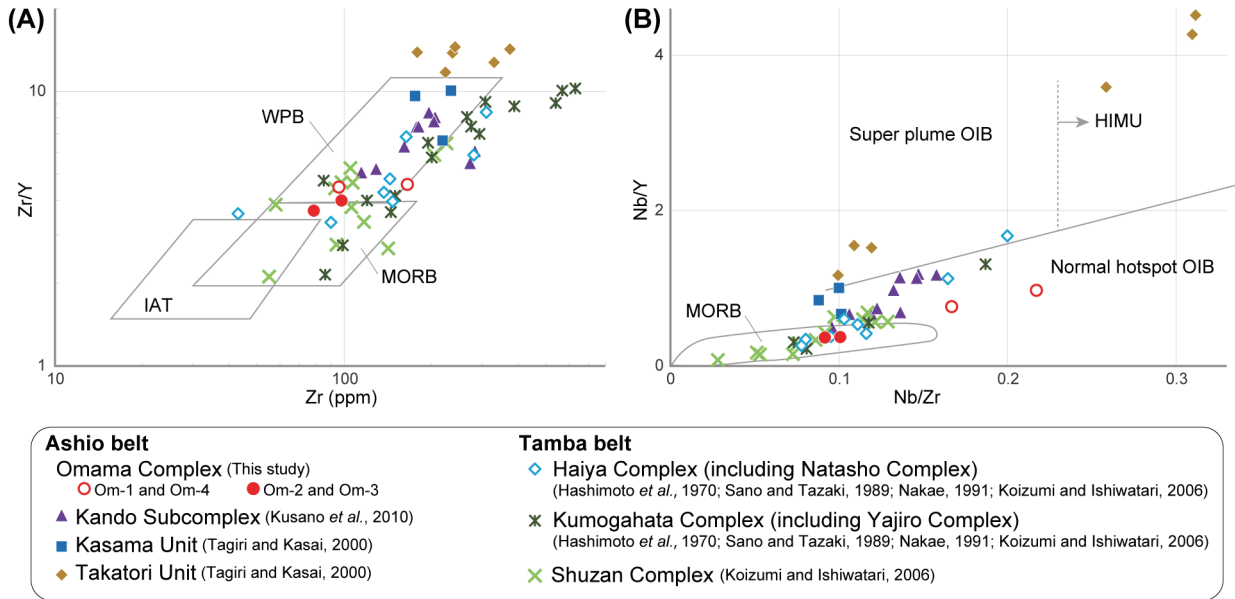 (A)
10
1
Zr/Y
WPB
MORB
IAT
10
100
Zr (ppm)
(B)
4
2
0
Nb/Y
Super plume OIB
HIMU
Normal hotspot OIB
MORB
0
0.1
0.2
0.3
Nb/Zr
Ashio belt
Omama Complex (This study)
Om-1 and Om-4
Om-2 and Om-3
Kando Subcomplex (Kusano et al., 2010)
Kasama Unit (Tagiri and Kasai, 2000)
Takatori Unit (Tagiri and Kasai, 2000)
Tamba belt
Haiya Complex (including Natasho Complex)
(Hashimoto et al., 1970; Sano and Tazaki, 1989; Nakae, 1991; Koizumi and Ishiwatari, 2006)
Kumogahata Complex (including Yajiro Complex)
(Hashimoto et al., 1970; Sano and Tazaki, 1989; Nakae, 1991; Koizumi and Ishiwatari, 2006)
Shuzan Complex (Koizumi and Ishiwatari, 2006)